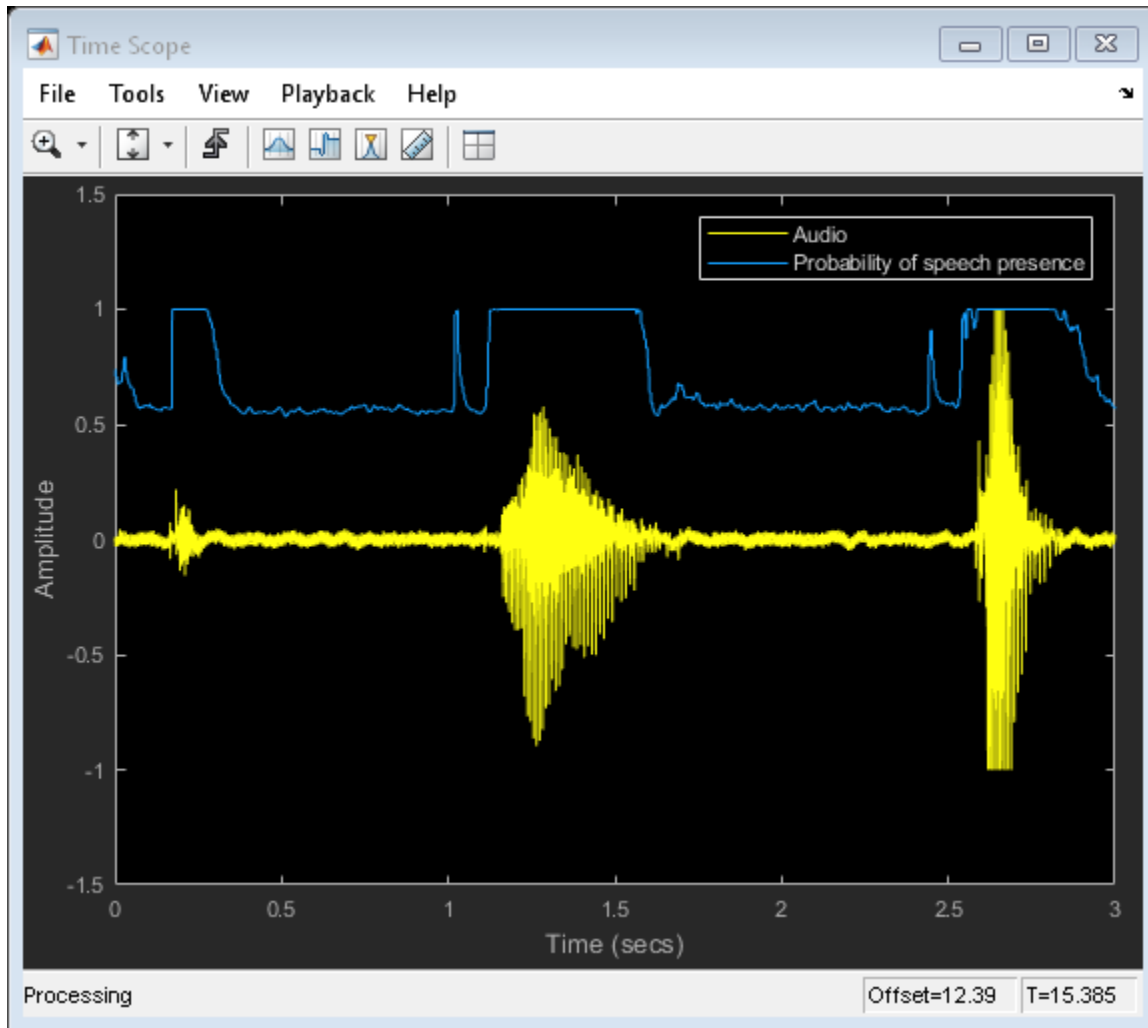 Time Scope
File Tools View Playback Help
1.5
Audio
Probability of speech presence
1
0.5
0
-0.5
-1
-1.5
Amplitude
0 0.5 1 1.5 2 2.5 3
Time (secs)
Processing Offset=12.39 T=15.385